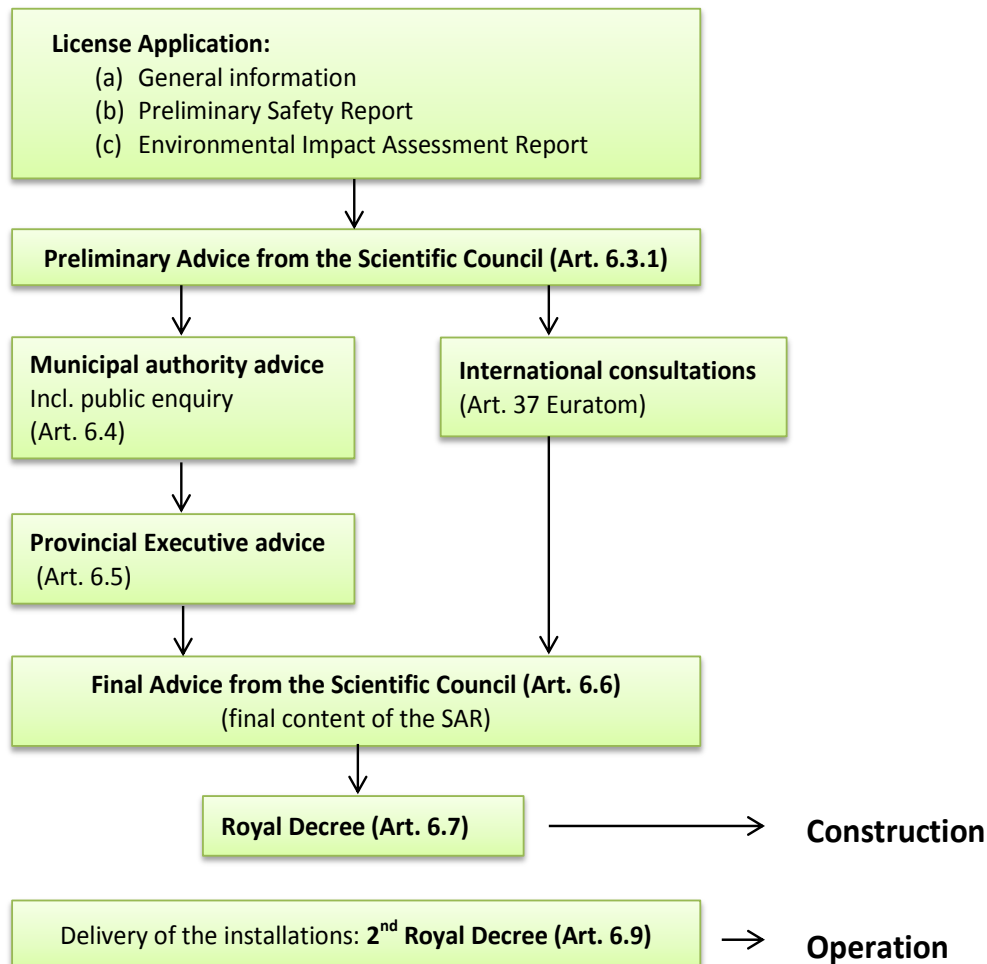 License Application:
(a) General information
(b) Preliminary Safety Report
(c) Environmental Impact Assessment Report
Preliminary Advice from the Scientific Council (Art. 6.3.1)
Municipal authority advice
Incl. public enquiry
(Art. 6.4)
International consultations
(Art. 37 Euratom)
Provincial Executive advice
(Art. 6.5)
Final Advice from the Scientific Council (Art. 6.6)
(final content of the SAR)
Royal Decree (Art. 6.7)
Construction
Delivery of the installations: 2nd Royal Decree (Art. 6.9)
Operation